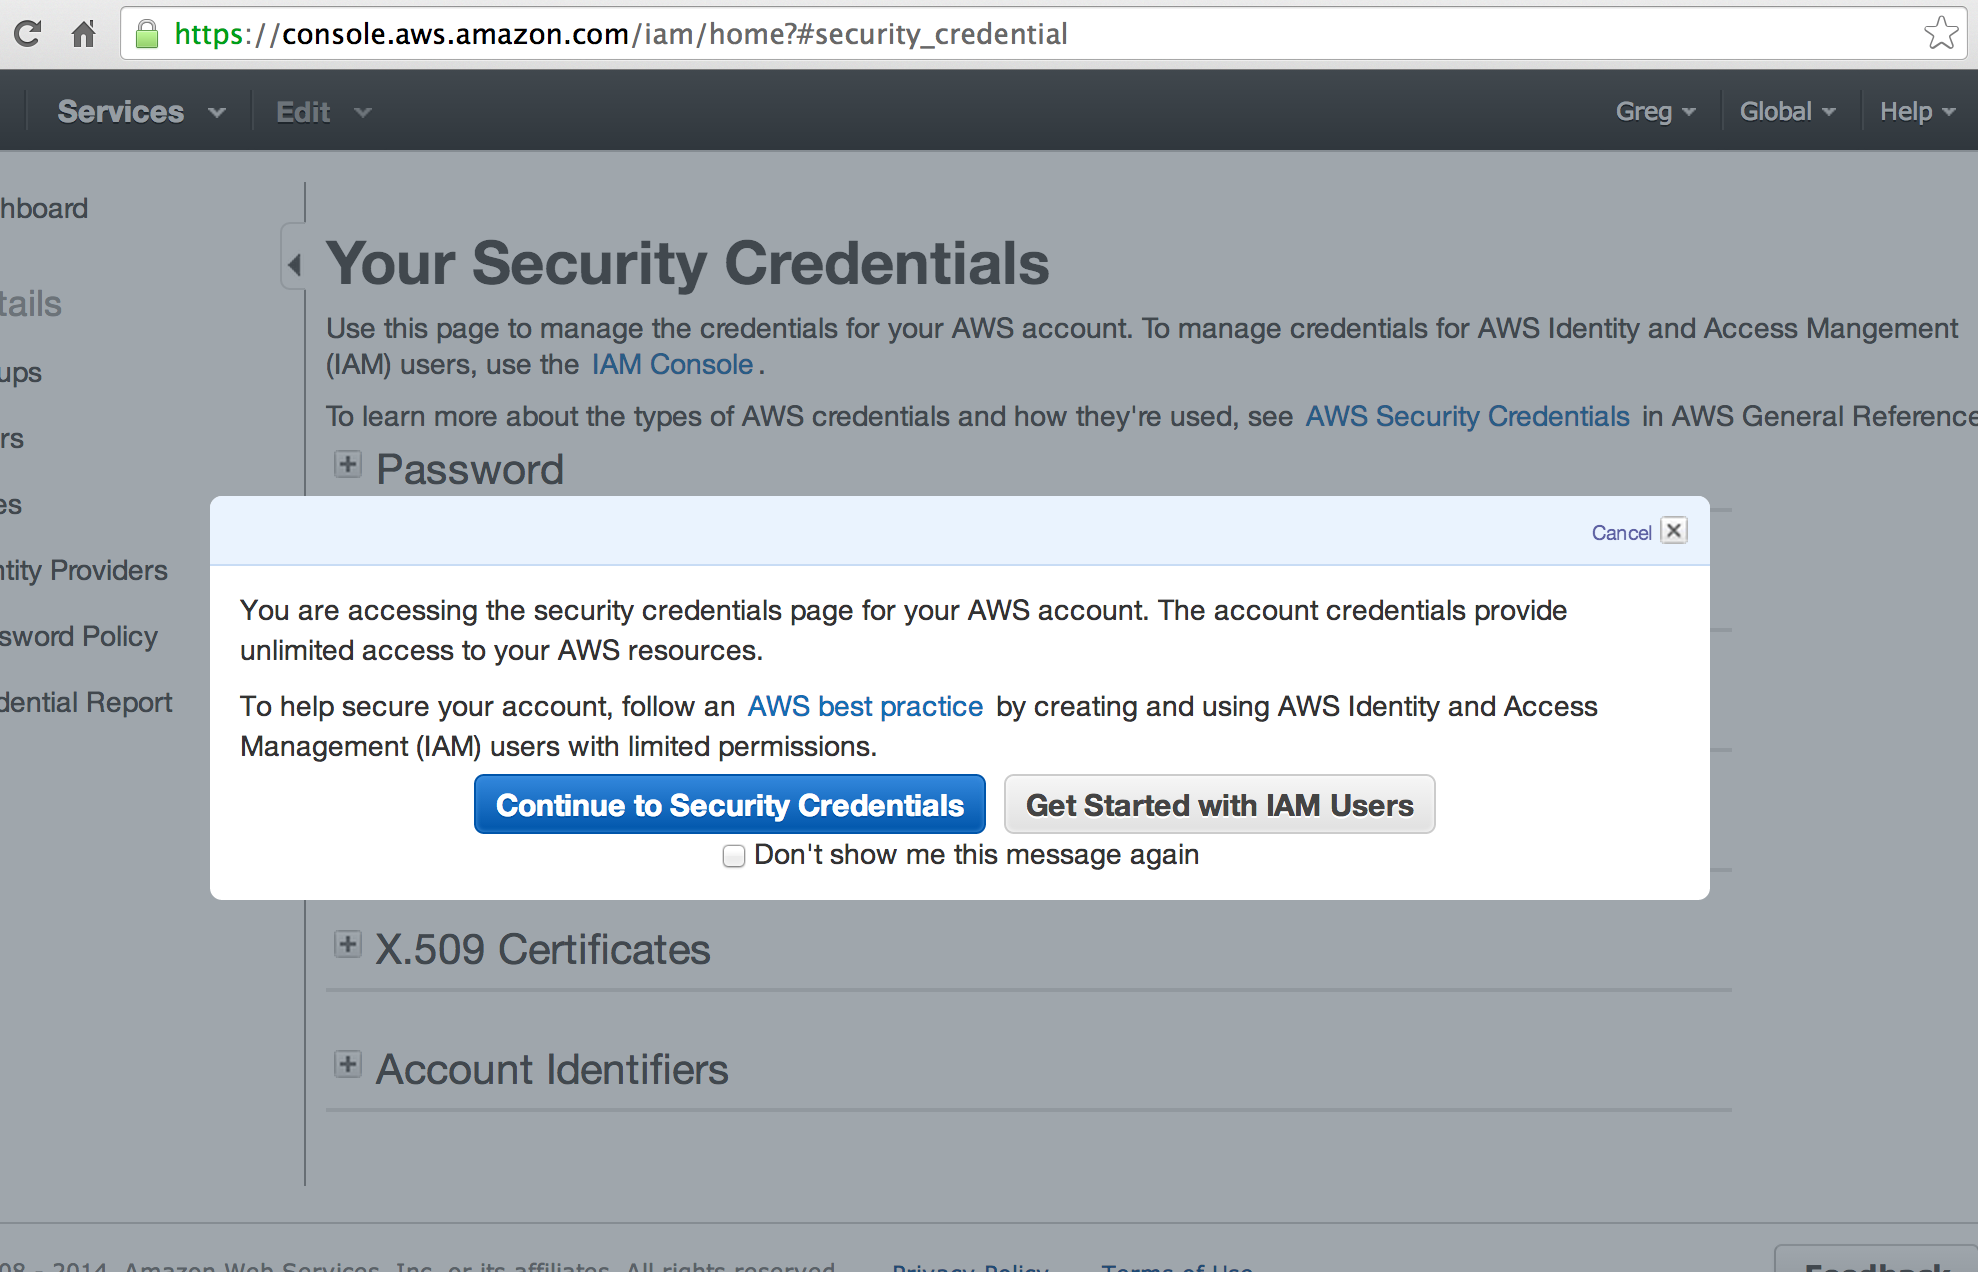 https://console.aws.amazon.com/iam/home?#security_credential
Services Edit Greg Global Help
hboard
tails
ups
rs
es
ntity Providers
sword Policy
dential Report
Your Security Credentials
Use this page to manage the credentials for your AWS account. To manage credentials for AWS Identity and Access Mangement
(IAM) users, use the IAM Console.
To learn more about the types of AWS credentials and how they're used, see AWS Security Credentials in AWS General Reference
Password
Cancel
You are accessing the security credentials page for your AWS account. The account credentials provide
unlimited access to your AWS resources.
To help secure your account, follow an AWS best practice by creating and using AWS Identity and Access
Management (IAM) users with limited permissions.
Continue to Security Credentials Get Started with IAM Users
Don't show me this message again
X.509 Certificates
Account Identifiers
08 - 2014, Amazon Web Services, Inc. or its affiliates. All rights reserved. Privacy Policy Terms of Use Feedback